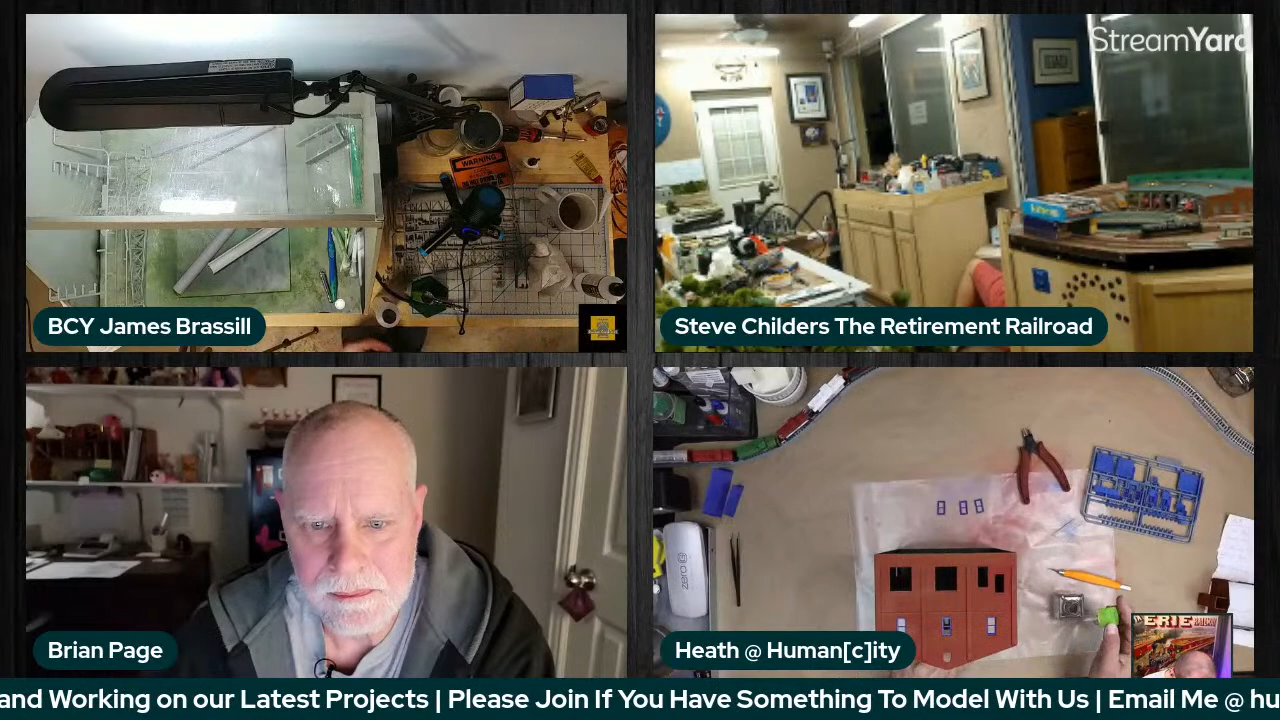 StreamYard
WARNING
BCY James Brassill
Steve Childers The Retirement Railroad
zero
ERIE
Brian Page
Heath @ Human[c]ity
and Working on our Latest Projects | Please Join If You Have Something To Model With Us | Email Me @ hu